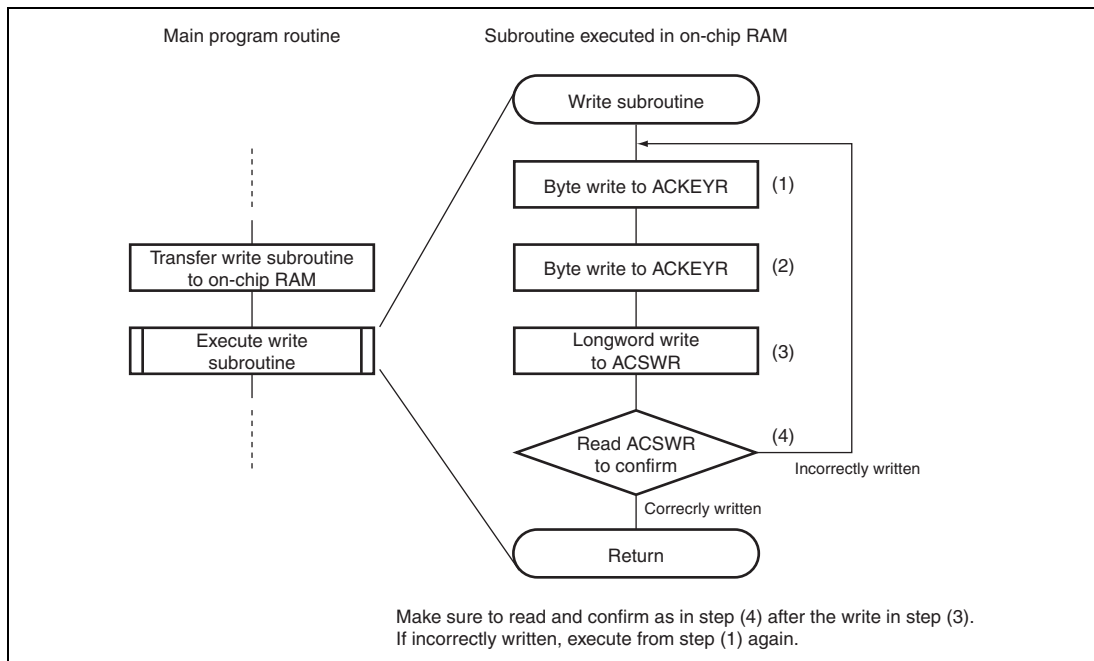 Main program routine
Subroutine executed in on-chip RAM
Write subroutine
Byte write to ACKEYR
(1)
Transfer write subroutine
to on-chip RAM
Byte write to ACKEYR
(2)
Execute write
subroutine
Longword write
to ACSWR
(3)
Read ACSWR
to confirm
(4)
Incorrectly written
Correcrly written
Return
Make sure to read and confirm as in step (4) after the write in step (3).
If incorrectly written, execute from step (1) again.